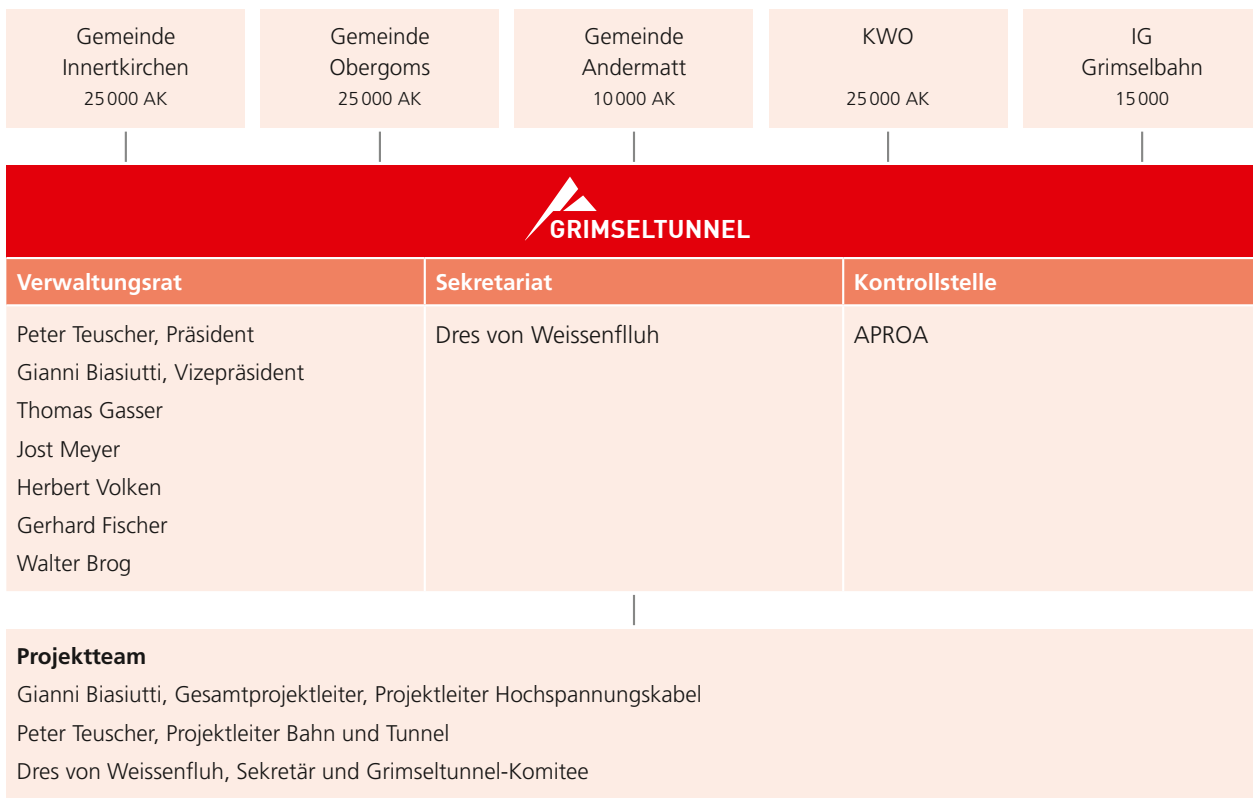 Gemeinde
Innertkirchen
25 000 AK
Gemeinde
Obergoms
25 000 AK
Gemeinde
Andermatt
10 000 AK
KWO
25 000 AK
IG
Grimselbahn
15 000
GRIMSELTUNNEL
Verwaltungsrat
Sekretariat
Kontrollstelle
Peter Teuscher, Präsident
Gianni Biasiutti, Vizepräsident
Thomas Gasser
Jost Meyer
Herbert Volken
Gerhard Fischer
Walter Brog
Dres von Weissenflluh
APROA
Projektteam
Gianni Biasiutti, Gesamtprojektleiter, Projektleiter Hochspannungskabel
Peter Teuscher, Projektleiter Bahn und Tunnel
Dres von Weissenfluh, Sekretär und Grimseltunnel-Komitee